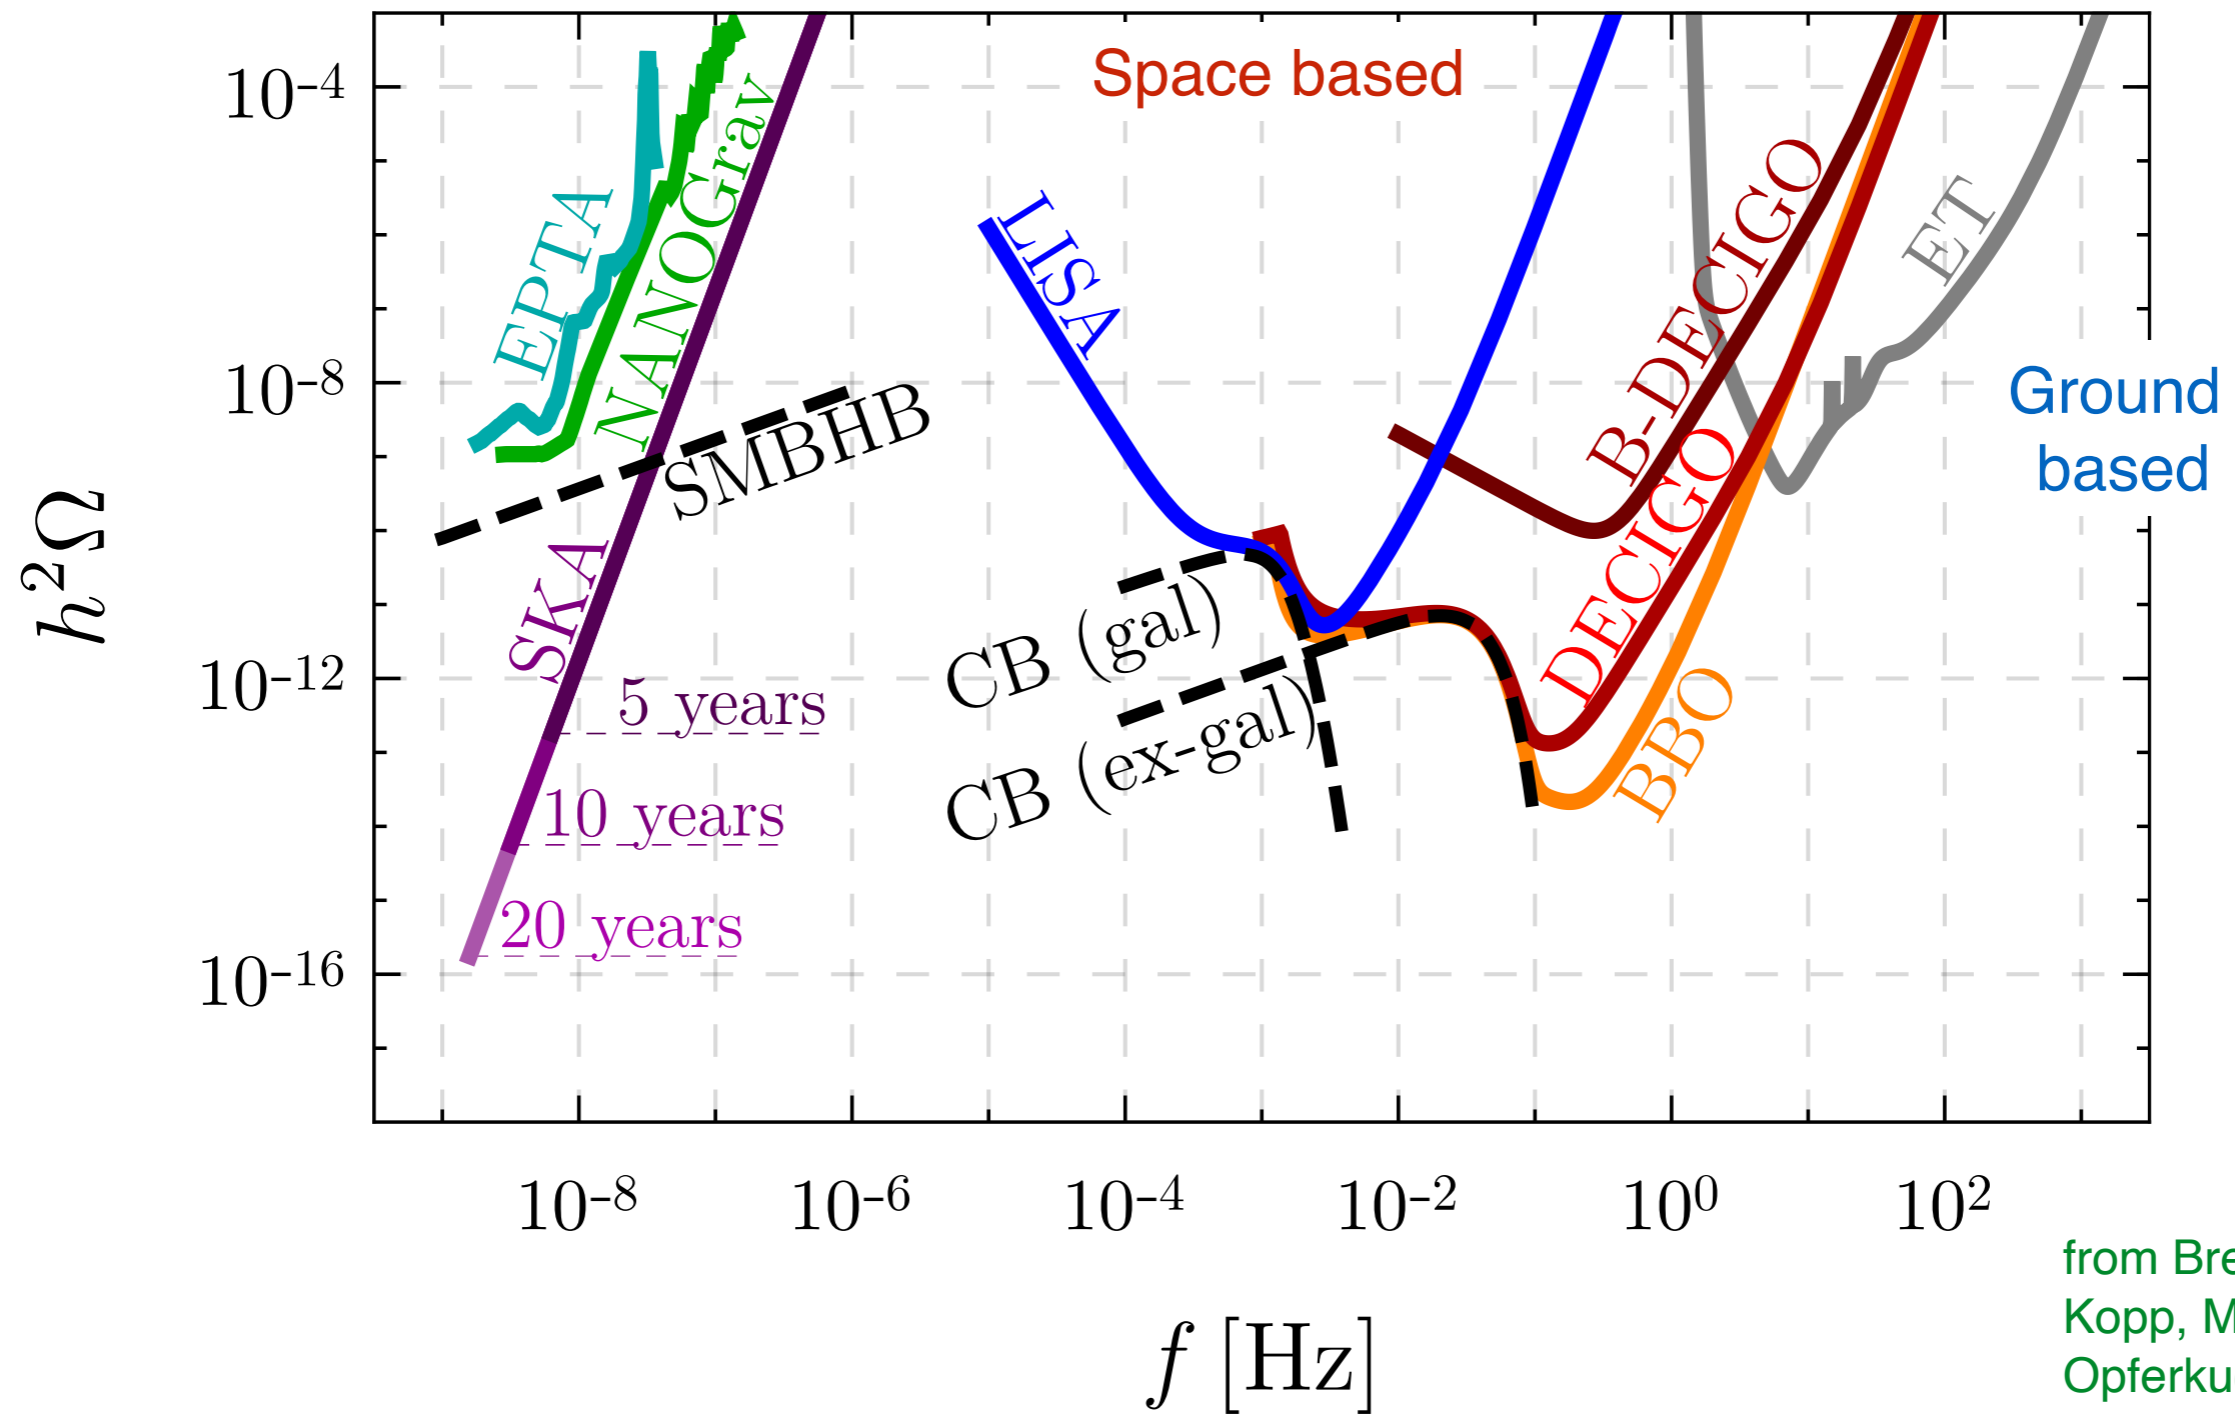 Space based
10-4
EPTA
NANOGrav
LISA
B-DECIGO
ET
10-8
Ground
based
SMBHB
h2Ω
SKA
DECIGO
CB (gal)
CB (ex-gal)
BBO
10-12
5 years
10 years
20 years
10-16
10-8
10-6
10-4
10-2
100
102
f [Hz]
from
Kopp,